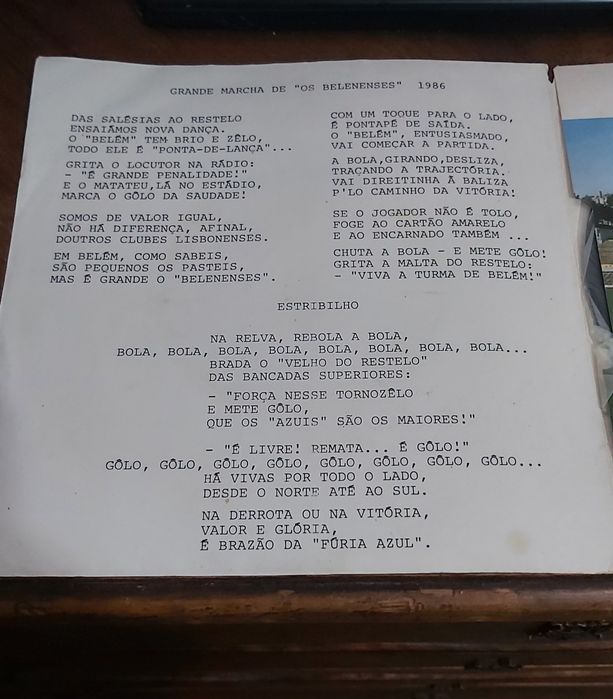 GRANDE MARCHA DE "OS BELENENSES" 1986
DAS SALÉSIAS AO RESTELO
ENSAIÁMOS NOVA DANÇA.
O "BELÉM" TEM BRIO E ZÊLO,
TODO ELE É "PONTA-DE-LANÇA"...
GRITA O LOCUTOR NA RÁDIO:
- "É GRANDE PENALIDADE!"
E O MATATEU,LÁ NO ESTÁDIO,
MARCA O GÔLO DA SAUDADE!
SOMOS DE VALOR IGUAL,
NÃO HÁ DIFERENÇA, AFINAL,
DOUTROS CLUBES LISBONENSES.
EM BELÉM, COMO SABEIS,
SÃO PEQUENOS OS PASTEIS,
MAS É GRANDE O "BELENENSES".
COM UM TOQUE PARA O LADO,
É PONTAPÉ DE SAÍDA.
O "BELÉM", ENTUSIASMADO,
VAI COMEÇAR A PARTIDA.
A BOLA,GIRANDO,DESLIZA,
TRAÇANDO A TRAJECTÓRIA.
VAI DIREITINHA Á BALIZA
P'LO CAMINHO DA VITÓRIA!
SE O JOGADOR NÃO É TOLO,
FOGE AO CARTÃO AMARELO
E AO ENCARNADO TAMBÉM ...
CHUTA A BOLA - E METE GÔLO!
GRITA A MALTA DO RESTELO:
- "VIVA A TURMA DE BELÉM!"
ESTRIBILHO
NA RELVA, REBOLA A BOLA,
BOLA, BOLA, BOLA, BOLA, BOLA, BOLA, BOLA, BOLA...
BRADA O "VELHO DO RESTELO"
DAS BANCADAS SUPERIORES:
- "FORÇA NESSE TORNOZÊLO
E METE GÔLO,
QUE OS "AZUIS" SÃO OS MAIORES!"
- "É LIVRE! REMATA... É GÔLO!"
GÔLO, GÔLO, GÔLO, GÔLO, GÔLO, GÔLO, GÔLO, GÔLO...
HÁ VIVAS POR TODO O LADO,
DESDE O NORTE ATÉ AO SUL.
NA DERROTA OU NA VITÓRIA,
VALOR E GLÓRIA,
É BRAZÃO DA "FÚRIA AZUL".